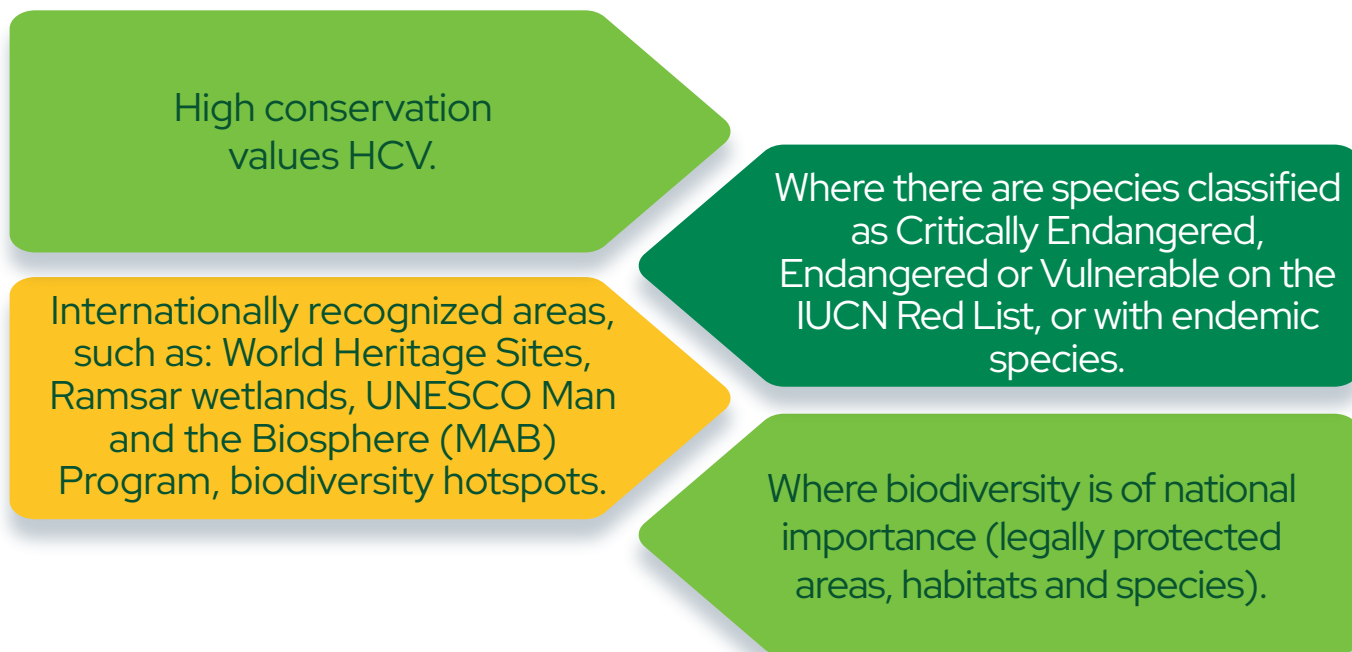 High conservation
values HCV.
Where there are species classified
as Critically Endangered,
Endangered or Vulnerable on the
IUCN Red List, or with endemic
species.
Internationally recognized areas,
such as: World Heritage Sites,
Ramsar wetlands, UNESCO Man
and the Biosphere (MAB)
Program, biodiversity hotspots.
Where biodiversity is of national
importance (legally protected
areas, habitats and species).